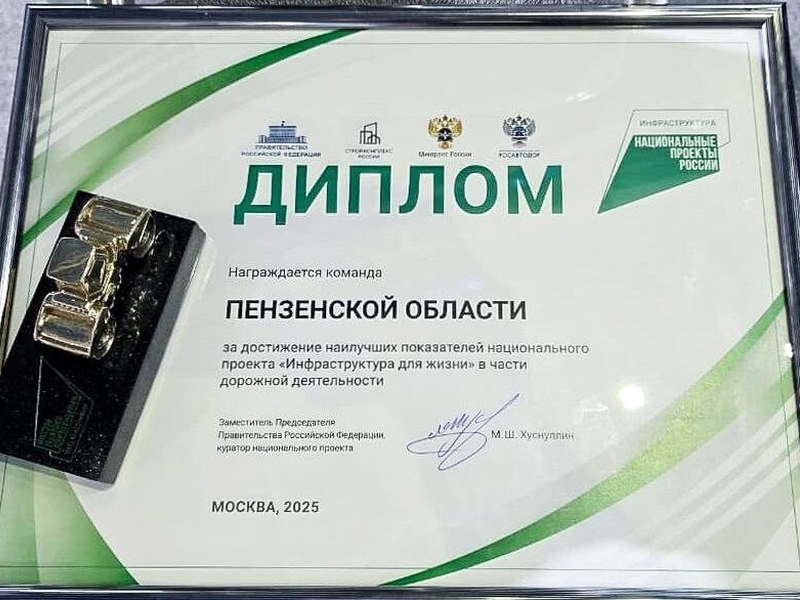 ПРАВИТЕЛЬСТВО
РОССИЙСКОЙ ФЕДЕРАЦИИ
СТРОЙКОМПЛЕКС
РОССИИ
Минтранс России
РОСАВТОДОР
ИНФРАСТРУКТУРА
НАЦИОНАЛЬНЫЕ
ПРОЕКТЫ
РОССИИ
ДИПЛОМ
Награждается команда
ПЕНЗЕНСКОЙ ОБЛАСТИ
за достижение наилучших показателей национального
проекта «Инфраструктура для жизни» в части
дорожной деятельности
Заместитель Председателя
Правительства Российской Федерации,
куратор национального проекта
М.Ш. Хуснуллин
МОСКВА, 2025